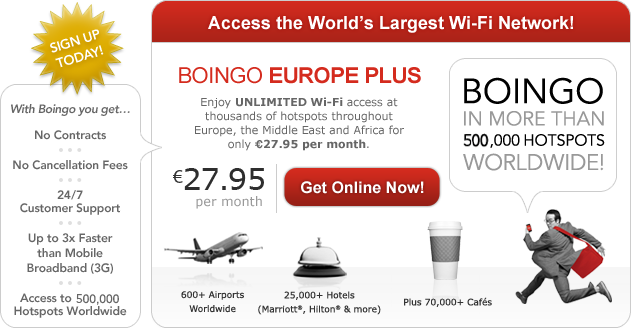 SIGN UP
TODAY!
With Boingo you get...
No Contracts
No Cancellation Fees
24/7
Customer Support
Up to 3x Faster
than Mobile
Broadband (3G)
Access to 500,000
Hotspots Worldwide
Access the World's Largest Wi-Fi Network!
BOINGO EUROPE PLUS
Enjoy UNLIMITED Wi-Fi access at
thousands of hotspots throughout
Europe, the Middle East and Africa for
only €27.95 per month.
€27.95
per month
Get Online Now!
BOINGO
IN MORE THAN
500,000 HOTSPOTS
WORLDWIDE!
600+ Airports
Worldwide
25,000+ Hotels
(Marriott®, Hilton® & more)
Plus 70,000+ Cafés